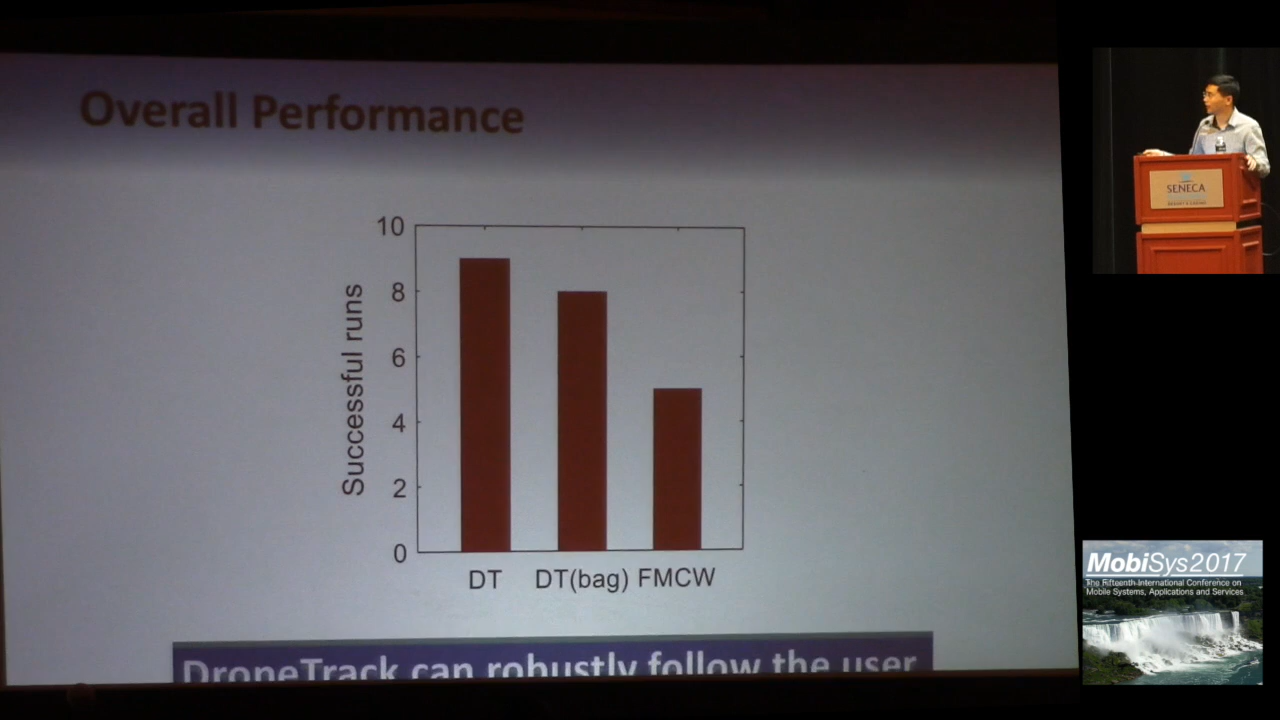 Overall Performance
10
8
6
4
2
0
Successful runs
DT
DT(bag)
FMCW
DroneTrack can robustly follow the user
SENECA
MobiSys2017
The Fifteenth International Conference on
Mobile Systems, Applications and Services